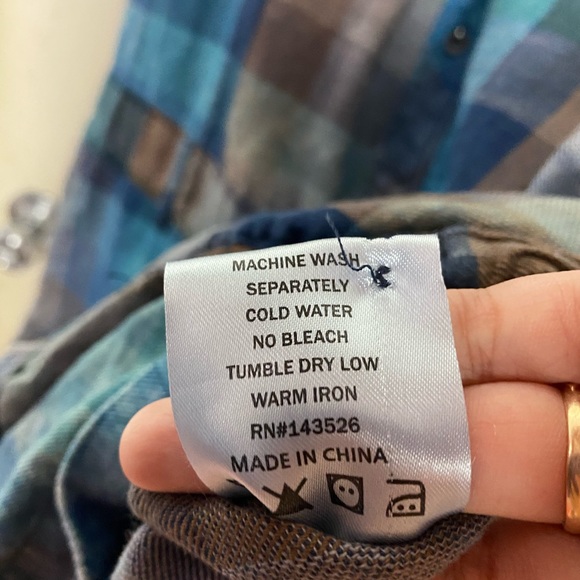 MACHINE WASH
SEPARATELY
COLD WATER
NO BLEACH
TUMBLE DRY LOW
WARM IRON
RN#143526
MADE IN CHINA